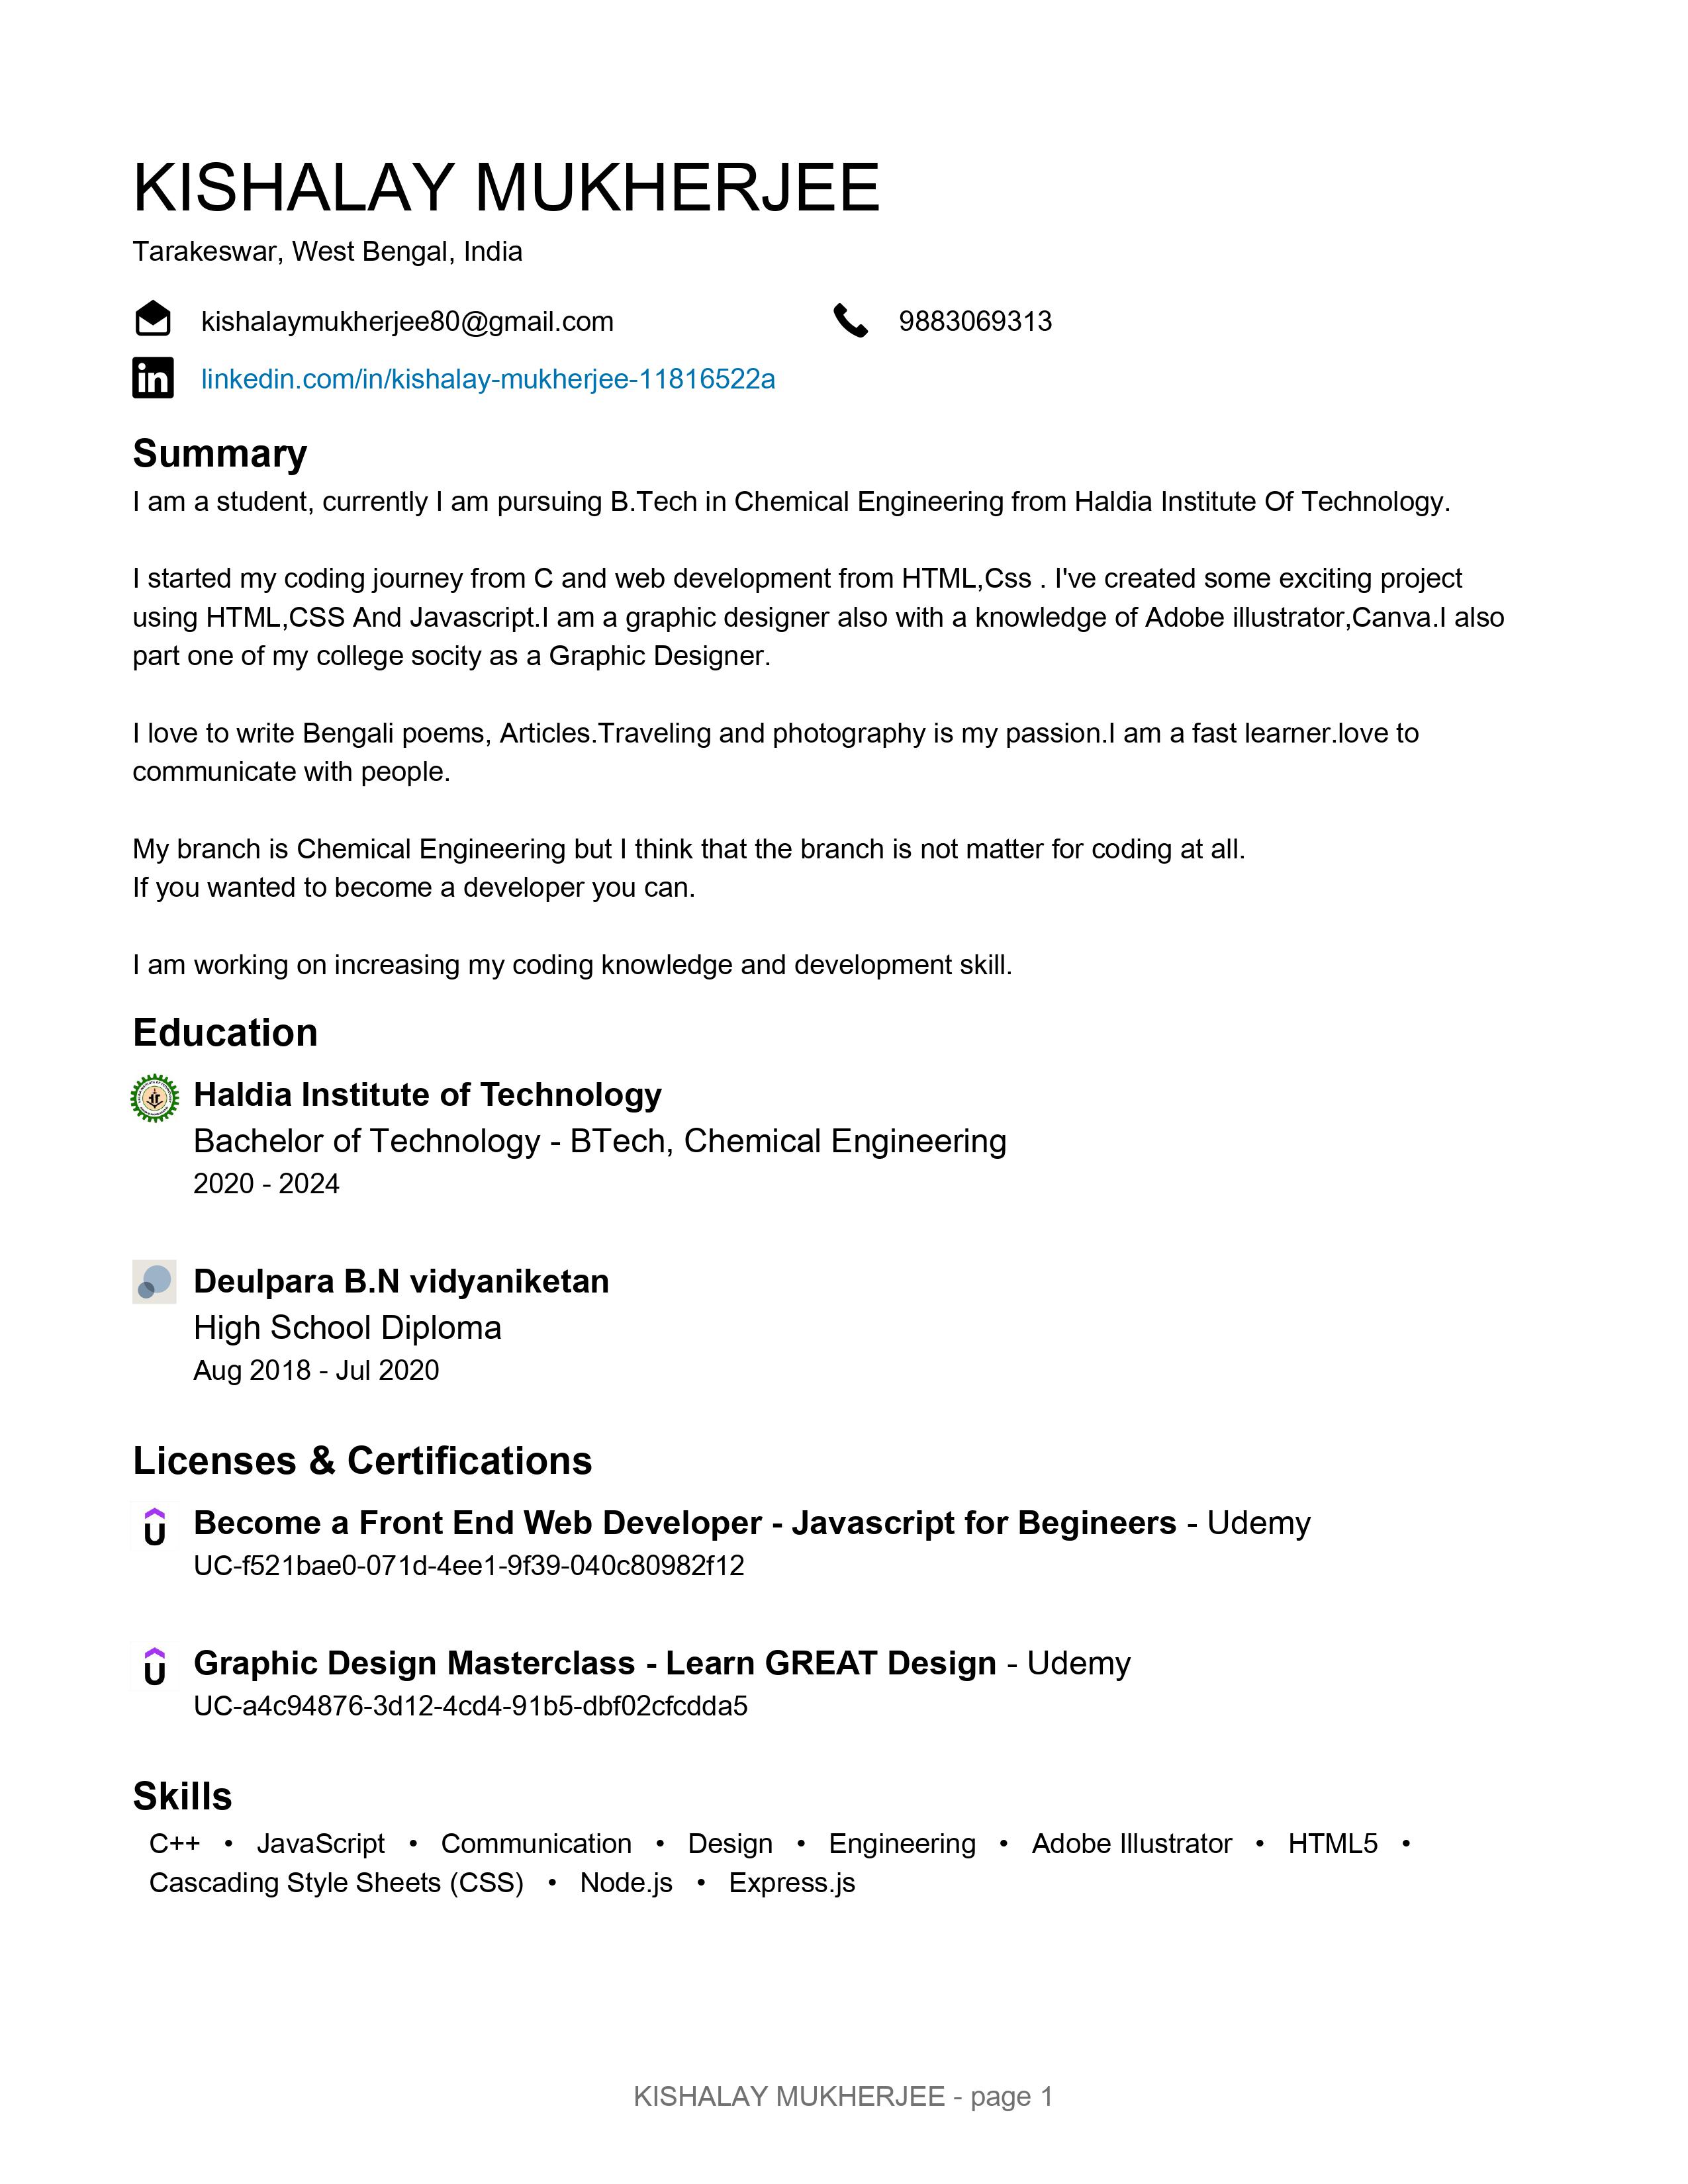 KISHALAY MUKHERJEE
Tarakeswar, West Bengal, India
kishalaymukherjee80@gmail.com 9883069313
linkedin.com/in/kishalay-mukherjee-11816522a
Summary
I am a student, currently I am pursuing B.Tech in Chemical Engineering from Haldia Institute Of Technology.
I started my coding journey from C and web development from HTML,Css . I've created some exciting project
using HTML,CSS And Javascript.I am a graphic designer also with a knowledge of Adobe illustrator,Canva.I also
part one of my college socity as a Graphic Designer.
I love to write Bengali poems, Articles.Traveling and photography is my passion.I am a fast learner.love to
communicate with people.
My branch is Chemical Engineering but I think that the branch is not matter for coding at all.
If you wanted to become a developer you can.
I am working on increasing my coding knowledge and development skill.
Education
Haldia Institute of Technology
Bachelor of Technology - BTech, Chemical Engineering
2020 - 2024
Deulpara B.N vidyaniketan
High School Diploma
Aug 2018 - Jul 2020
Licenses & Certifications
Become a Front End Web Developer - Javascript for Begineers - Udemy
UC-f521bae0-071d-4ee1-9f39-040c80982f12
Graphic Design Masterclass - Learn GREAT Design - Udemy
UC-a4c94876-3d12-4cd4-91b5-dbf02cfcdda5
Skills
C++ • JavaScript • Communication • Design • Engineering • Adobe Illustrator • HTML5 •
Cascading Style Sheets (CSS) • Node.js • Express.js
KISHALAY MUKHERJEE - page 1